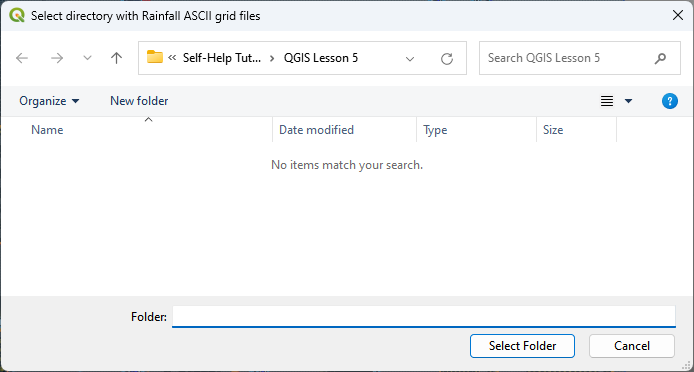 Select directory with Rainfall ASCII grid files
« Self-Help Tut... > QGIS Lesson 5
Search QGIS Lesson 5
Organize New folder
?
Name Date modified Type Size
No items match your search.
Folder:
Select Folder Cancel